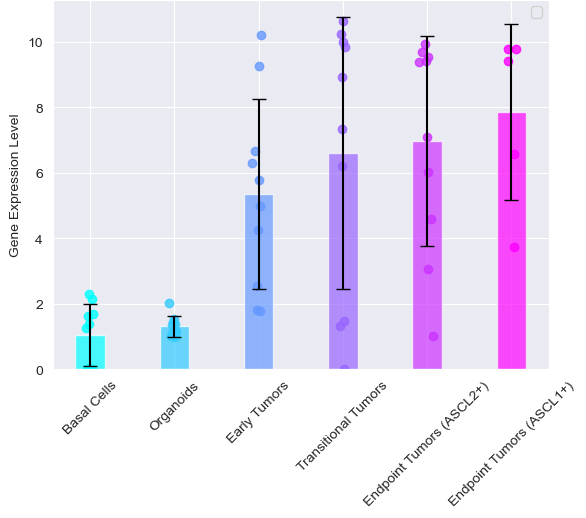 Gene Expression Level
10
8
6
4
2
0
Basal Cells
Organoids
Early Tumors
Transitional Tumors
Endpoint Tumors (ASCL2+)
Endpoint Tumors (ASCL1+)